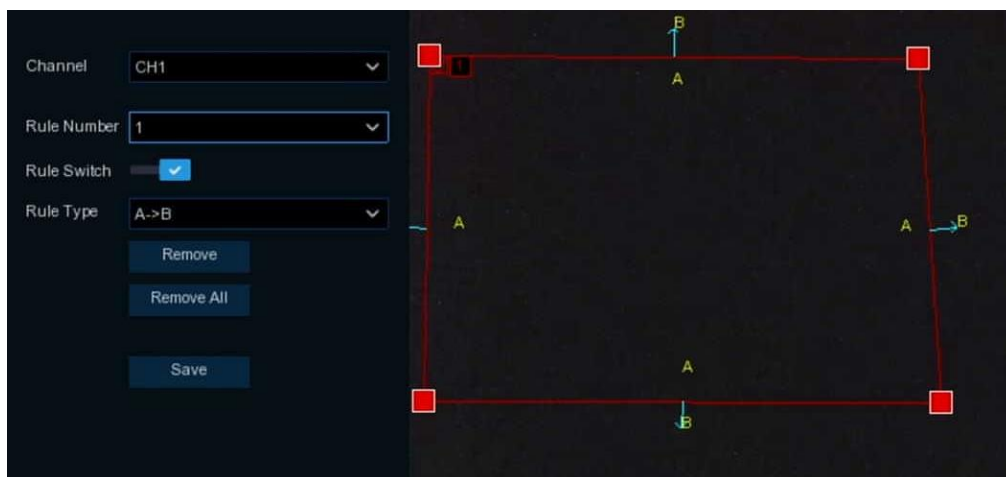 Channel
CH1
Rule Number
1
Rule Switch
Rule Type
A->B
Remove
Remove All
Save
B
1
A
A
A
B
A
B